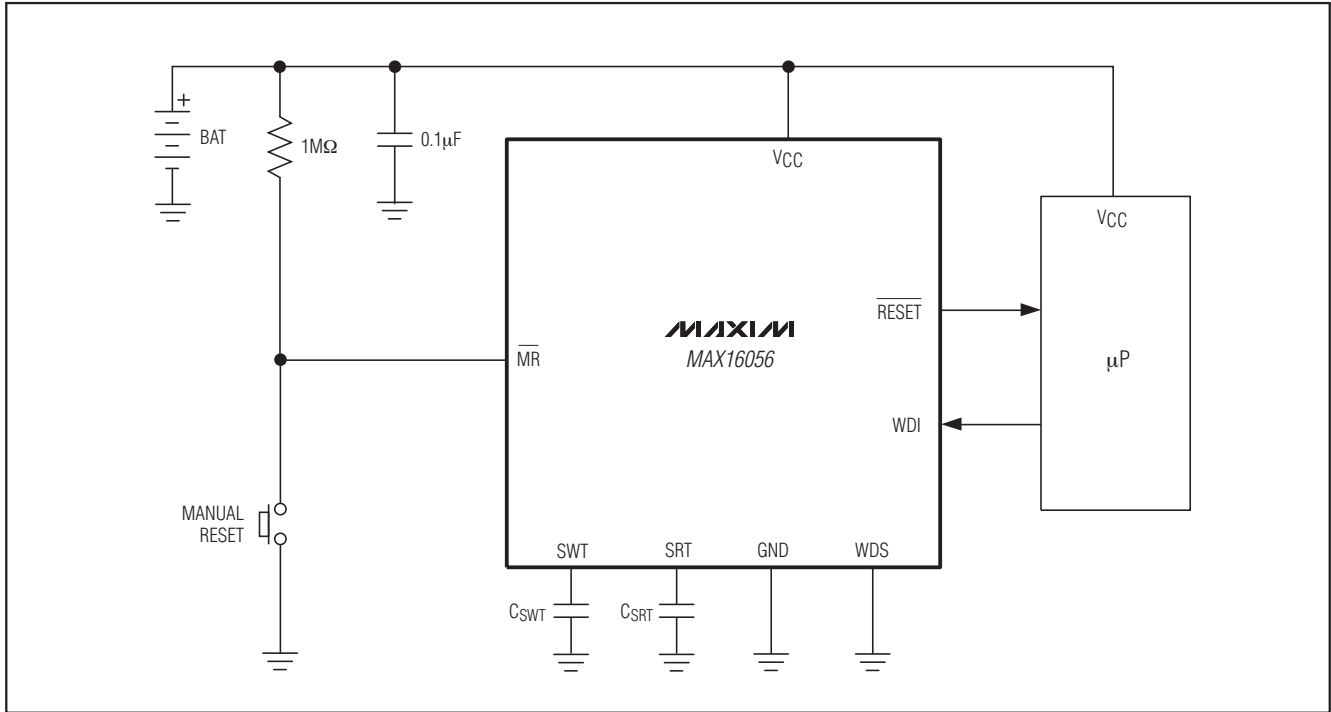 +
BAT
1MΩ
0.1µF
VCC
VCC
RESET
MAXIM
MAX16056
MR
µP
WDI
MANUAL
RESET
SWT
SRT
GND
WDS
CSWT
CSRT